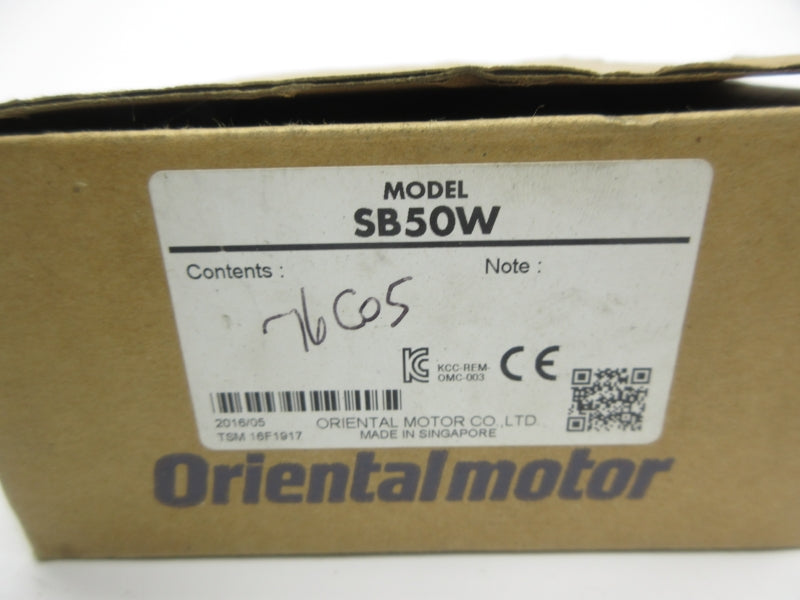 MODEL
SB50W
Contents :
Note :
76C05
KCC-REM-
OMC-003
CE
2016/05
ORIENTAL MOTOR CO.,LTD.
TSM 16F1917
MADE IN SINGAPORE
Orientalmotor